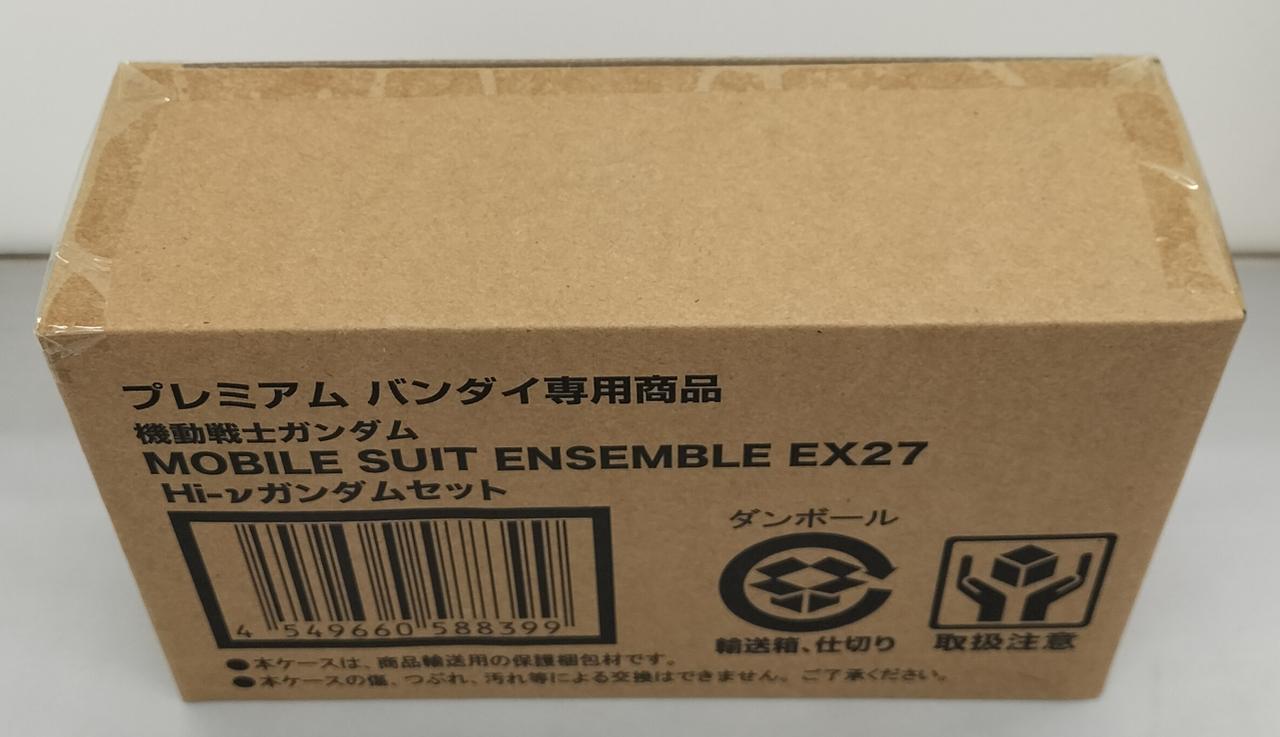 プレミアム バンダイ専用商品
機動戦士ガンダム
MOBILE SUIT ENSEMBLE EX27
Hi-νガンダムセット
4 549660 588399
ダンボール
輸送箱、仕切り
取扱注意
●本ケースは、商品輸送用の保護梱包材です。
●本ケースの傷、つぶれ、汚れ等による交換はできません。ご了承ください。